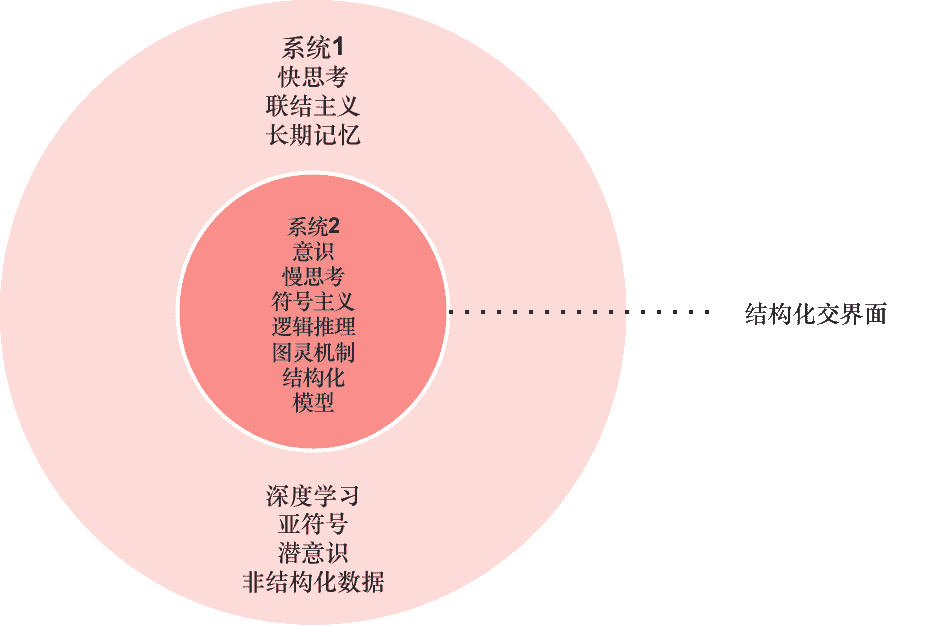 系统1
快思考
联结主义
长期记忆
系统2
意识
慢思考
符号主义
逻辑推理
图灵机制
结构化
模型
结构化交界面
深度学习
亚符号
潜意识
非结构化数据